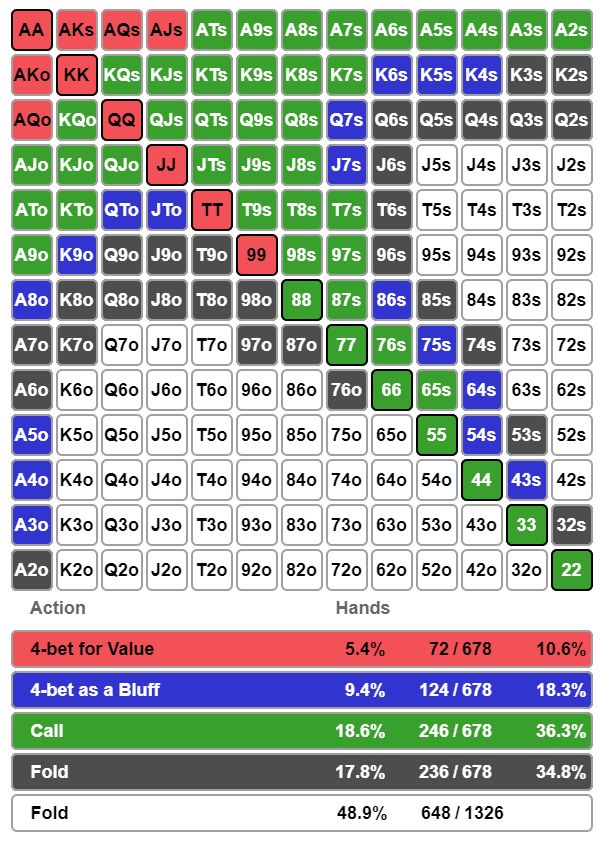 AA AKs AQs AJs ATs A9s A8s A7s A6s A5s A4s A3s A2s
AKo KK KQs KJs KTs K9s K8s K7s K6s K5s K4s K3s K2s
AQo KQo QQ QJs QTs Q9s Q8s Q7s Q6s Q5s Q4s Q3s Q2s
AJo KJo QJo JJ JTs J9s J8s J7s J6s J5s J4s J3s J2s
ATo KTo QTo JTo TT T9s T8s T7s T6s T5s T4s T3s T2s
A9o K9o Q9o J9o T9o 99 98s 97s 96s 95s 94s 93s 92s
A8o K8o Q8o J8o T8o 98o 88 87s 86s 85s 84s 83s 82s
A7o K7o Q7o J7o T7o 97o 87o 77 76s 75s 74s 73s 72s
A6o K6o Q6o J6o T6o 96o 86o 76o 66 65s 64s 63s 62s
A5o K5o Q5o J5o T5o 95o 85o 75o 65o 55 54s 53s 52s
A4o K4o Q4o J4o T4o 94o 84o 74o 64o 54o 44 43s 42s
A3o K3o Q3o J3o T3o 93o 83o 73o 63o 53o 43o 33 32s
A2o K2o Q2o J2o T2o 92o 82o 72o 62o 52o 42o 32o 22
Action Hands
4-bet for Value 5.4% 72 / 678 10.6%
4-bet as a Bluff 9.4% 124 / 678 18.3%
Call 18.6% 246 / 678 36.3%
Fold 17.8% 236 / 678 34.8%
Fold 48.9% 648 / 1326